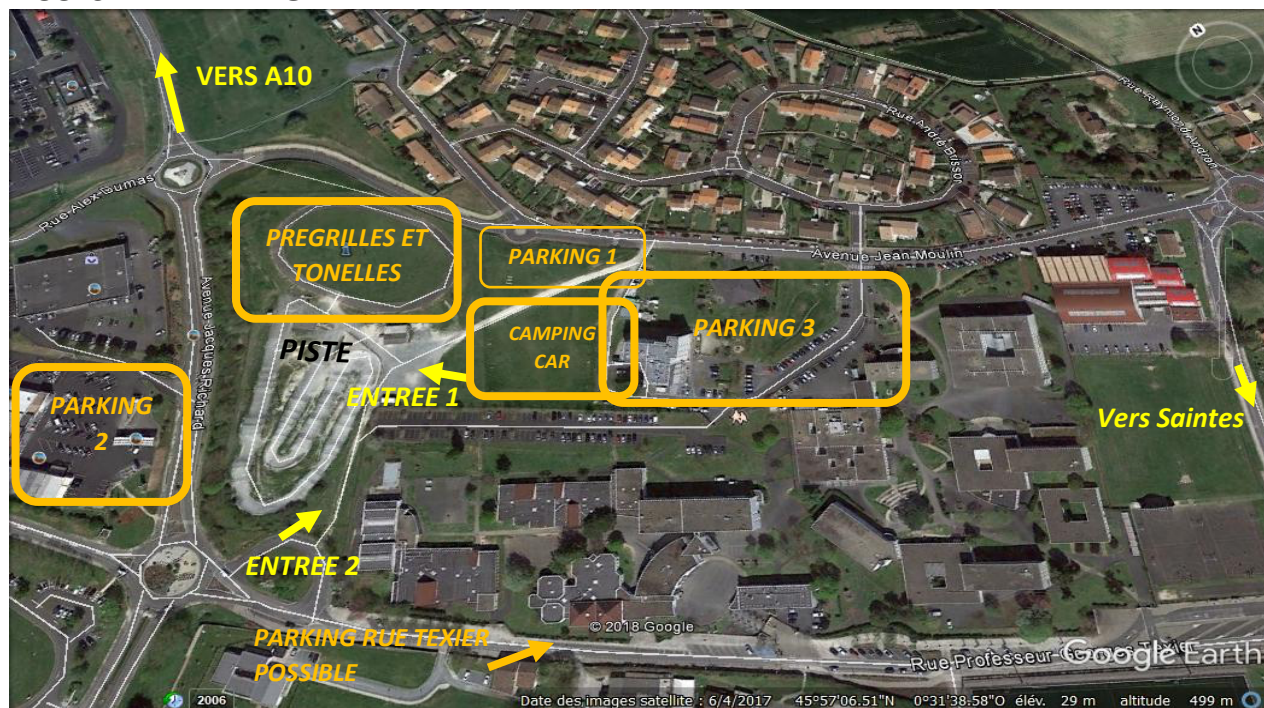 VERS A10
Rue Alex Dumas
Rue André Brisson
PREGRILLES ET
TONELLES
PARKING 1
Avenue Jean Moulin
Avenue Jacques Richard
CAMPING
CAR
PARKING 3
PISTE
ENTREE 1
PARKING
2
Vers Saintes
ENTREE 2
© 2018 Google
PARKING RUE TEXIER
POSSIBLE
Rue Professeur Georges Texier
Google Earth
2006
Date des images satellite : 6/4/2017 45°57'06.51"N 0°31'38.58"O élév. 29 m altitude 499 m